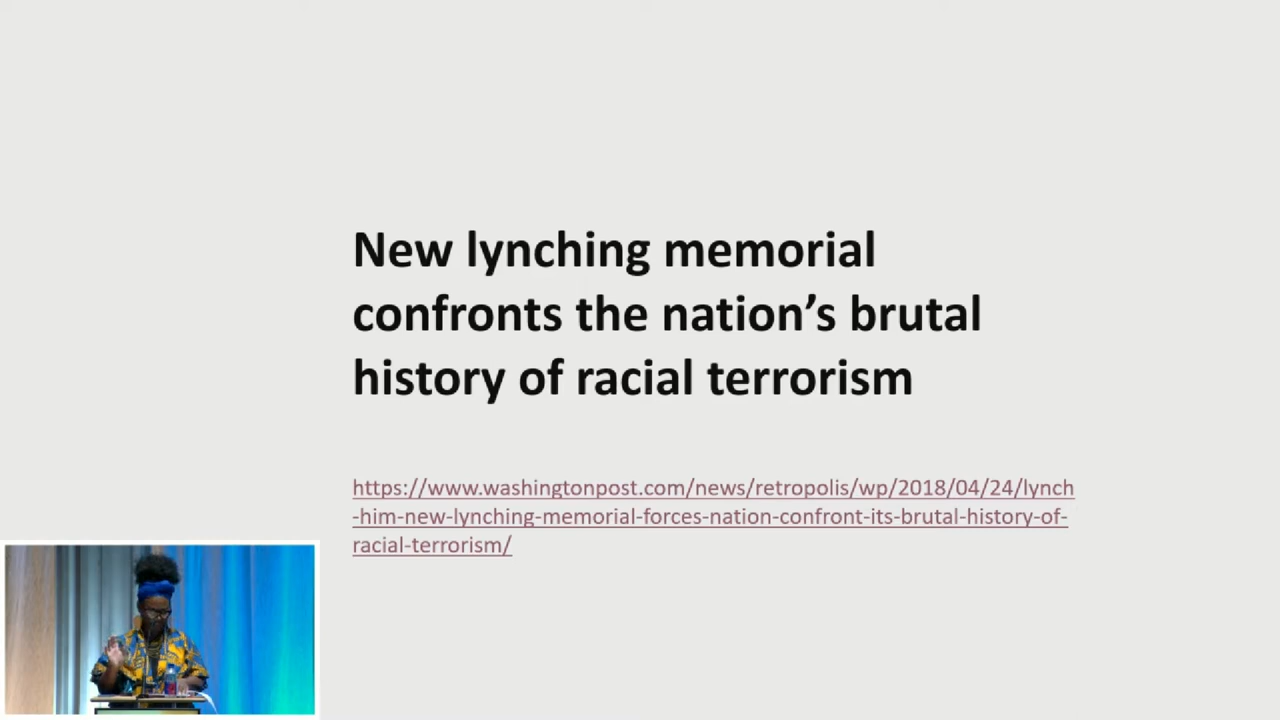 New lynching memorial
confronts the nation’s brutal
history of racial terrorism
https://www.washingtonpost.com/news/retropolis/wp/2018/04/24/lynch
-him-new-lynching-memorial-forces-nation-confront-its-brutal-history-of-
racial-terrorism/